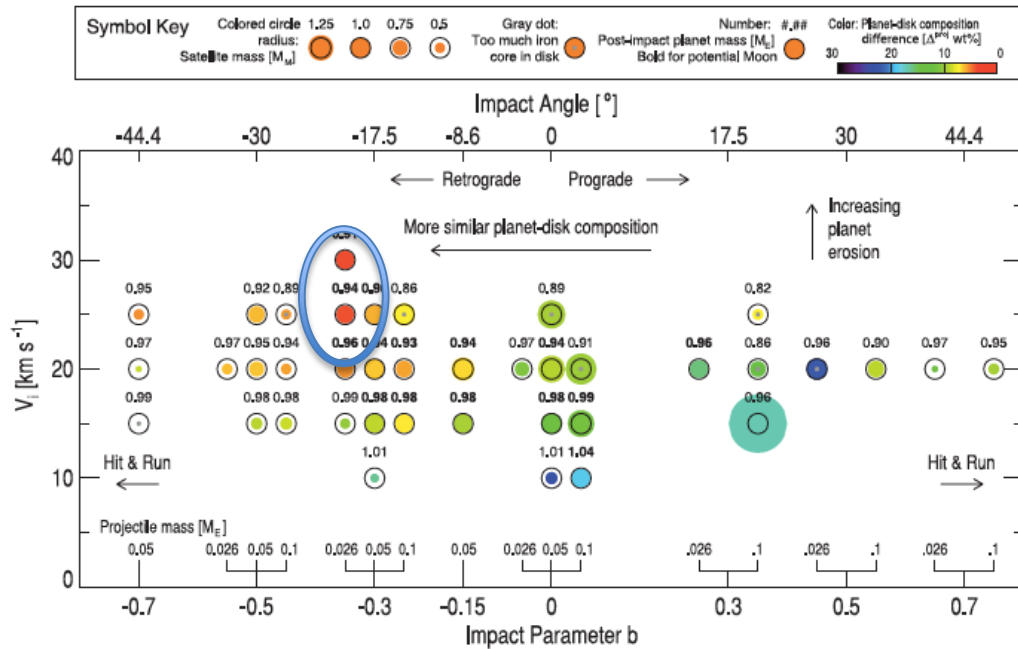 Symbol Key
Colored circle radius: Satellite mass [M_M]
1.25 1.0 0.75 0.5
Gray dot: Too much iron core in disk
Number: #.##
Post-impact planet mass [M_E]
Bold for potential Moon
Color: Planet-disk composition difference [Δ^proj wt%]
30 20 10 0
Impact Angle [°]
-44.4 -30 -17.5 -8.6 0 17.5 30 44.4
40
← Retrograde Prograde →
More similar planet-disk composition
Increasing planet erosion
30
0.95 0.92 0.89 0.94 0.86 0.89 0.82
0.97 0.97 0.95 0.94 0.96 0.93 0.94 0.97 0.94 0.91 0.96 0.86 0.96 0.90 0.97 0.95
20
0.99 0.98 0.98 0.99 0.98 0.98 0.98 0.98 0.99 0.96
1.01 1.01 1.04
10
Hit & Run Hit & Run
V_i [km s⁻¹]
Projectile mass [M_E]
0.05 0.026 0.05 0.1 0.026 0.05 0.1 0.05 0.026 0.05 0.1 .026 .1 .026 .1 .026 .1
0
-0.7 -0.5 -0.3 -0.15 0 0.3 0.5 0.7
Impact Parameter b